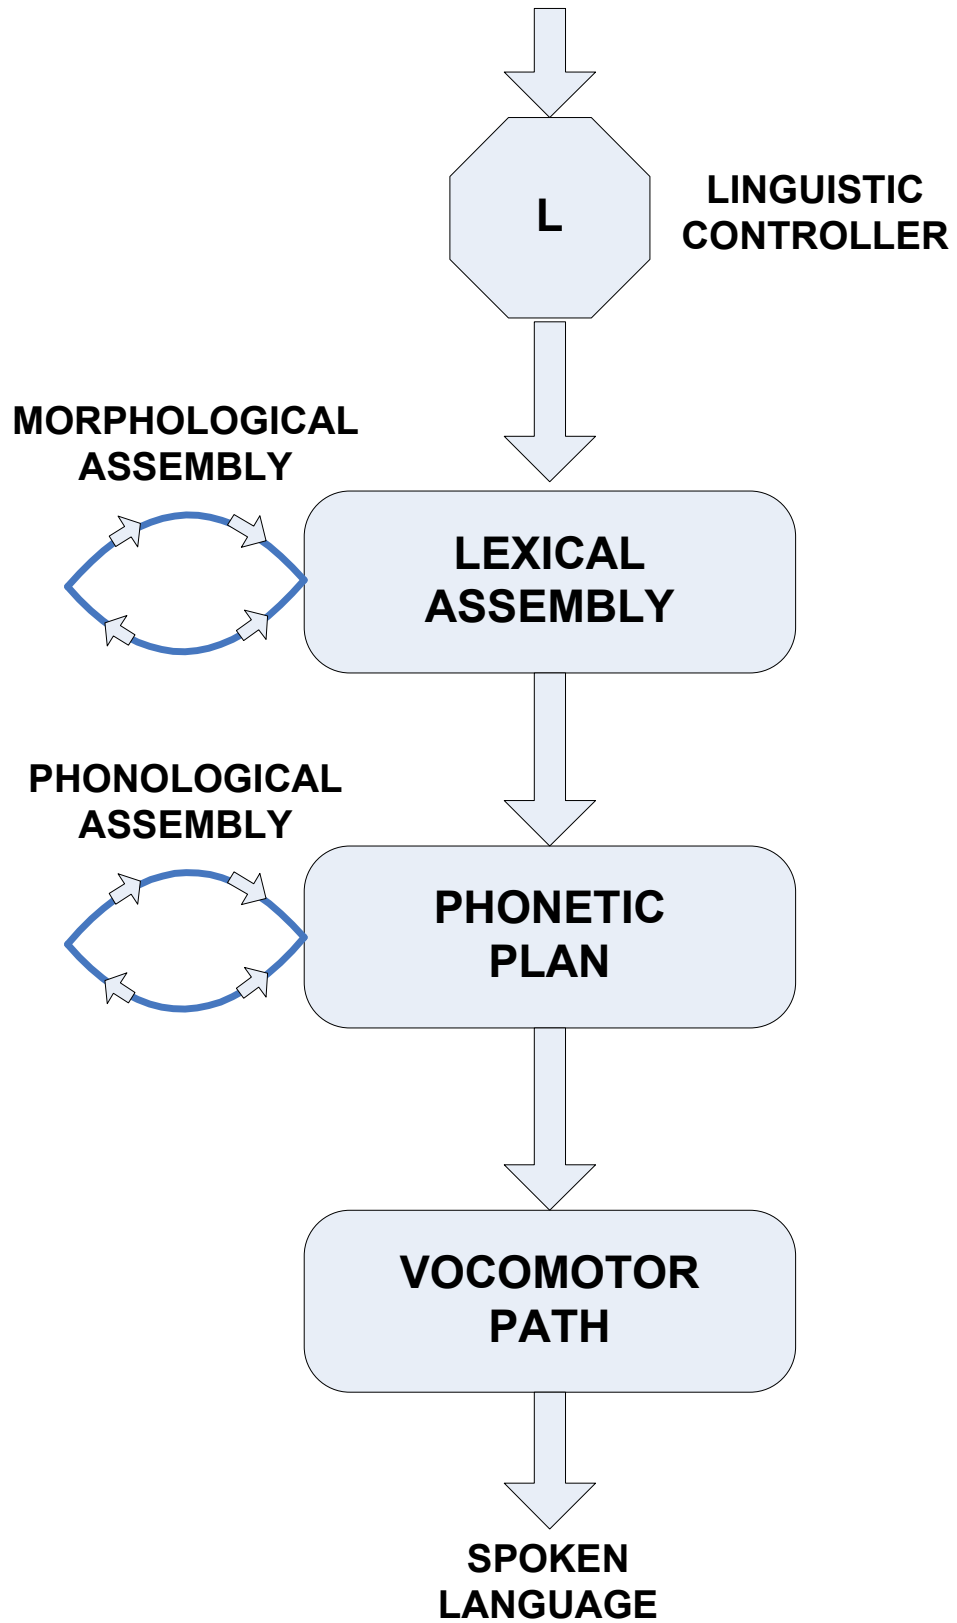 L
LINGUISTIC
CONTROLLER
MORPHOLOGICAL
ASSEMBLY
LEXICAL
ASSEMBLY
PHONOLOGICAL
ASSEMBLY
PHONETIC
PLAN
VOCOMOTOR
PATH
SPOKEN
LANGUAGE